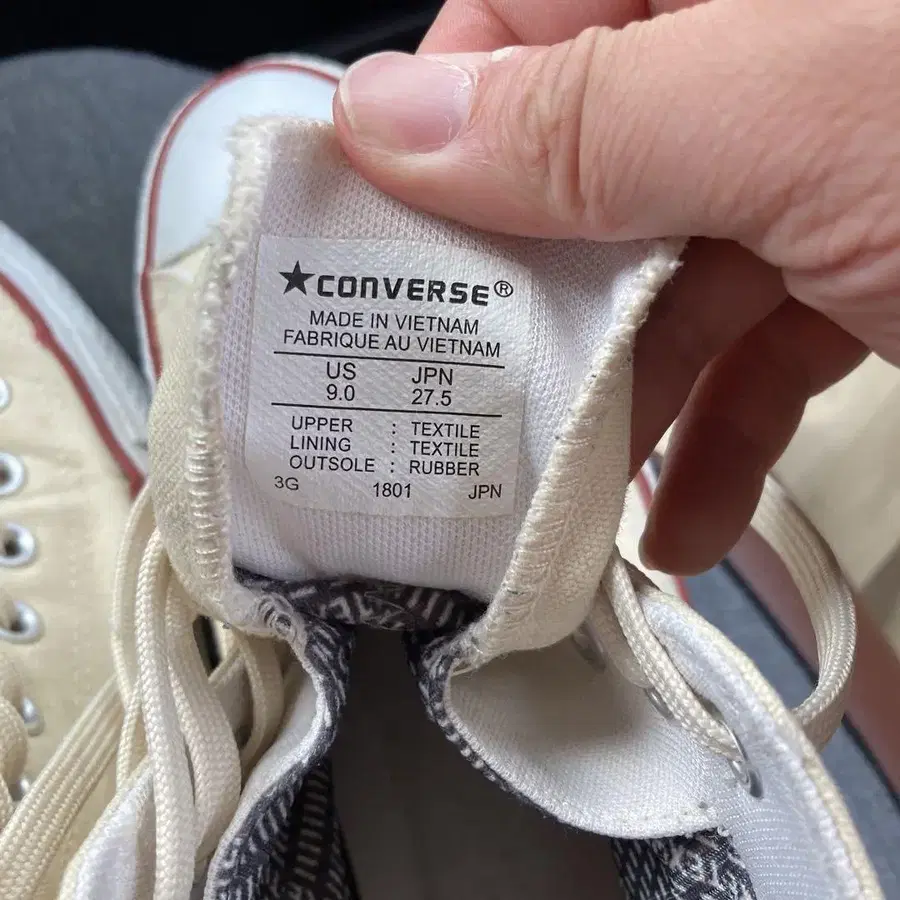 ★CONVERSE®
MADE IN VIETNAM
FABRIQUE AU VIETNAM
US JPN
9.0 27.5
UPPER : TEXTILE
LINING : TEXTILE
OUTSOLE : RUBBER
3G 1801 JPN